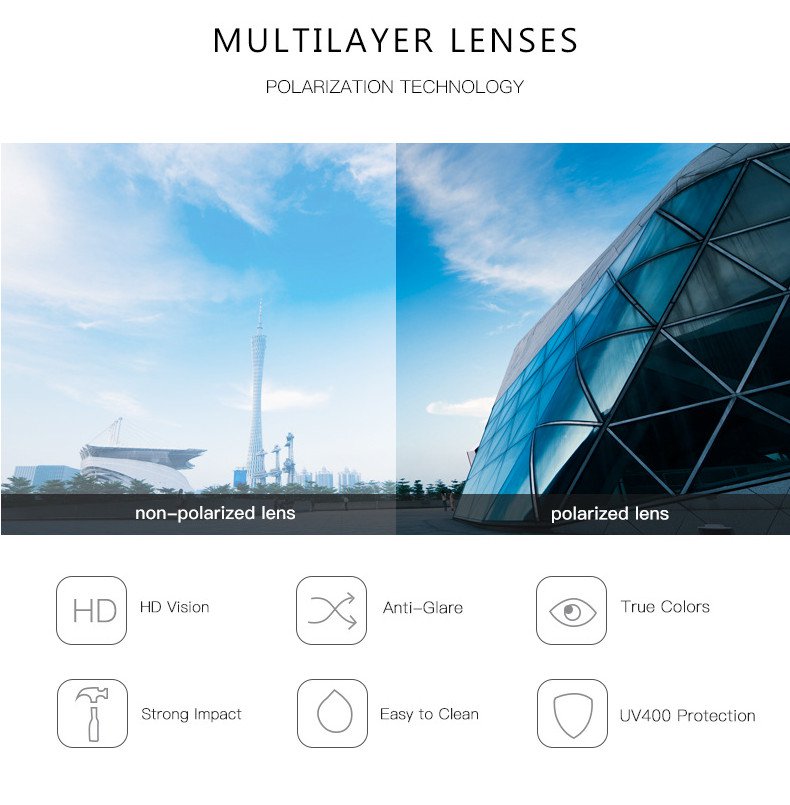 MULTILAYER LENSES
POLARIZATION TECHNOLOGY
non-polarized lens
polarized lens
HD
HD Vision
Anti-Glare
True Colors
Strong Impact
Easy to Clean
UV400 Protection